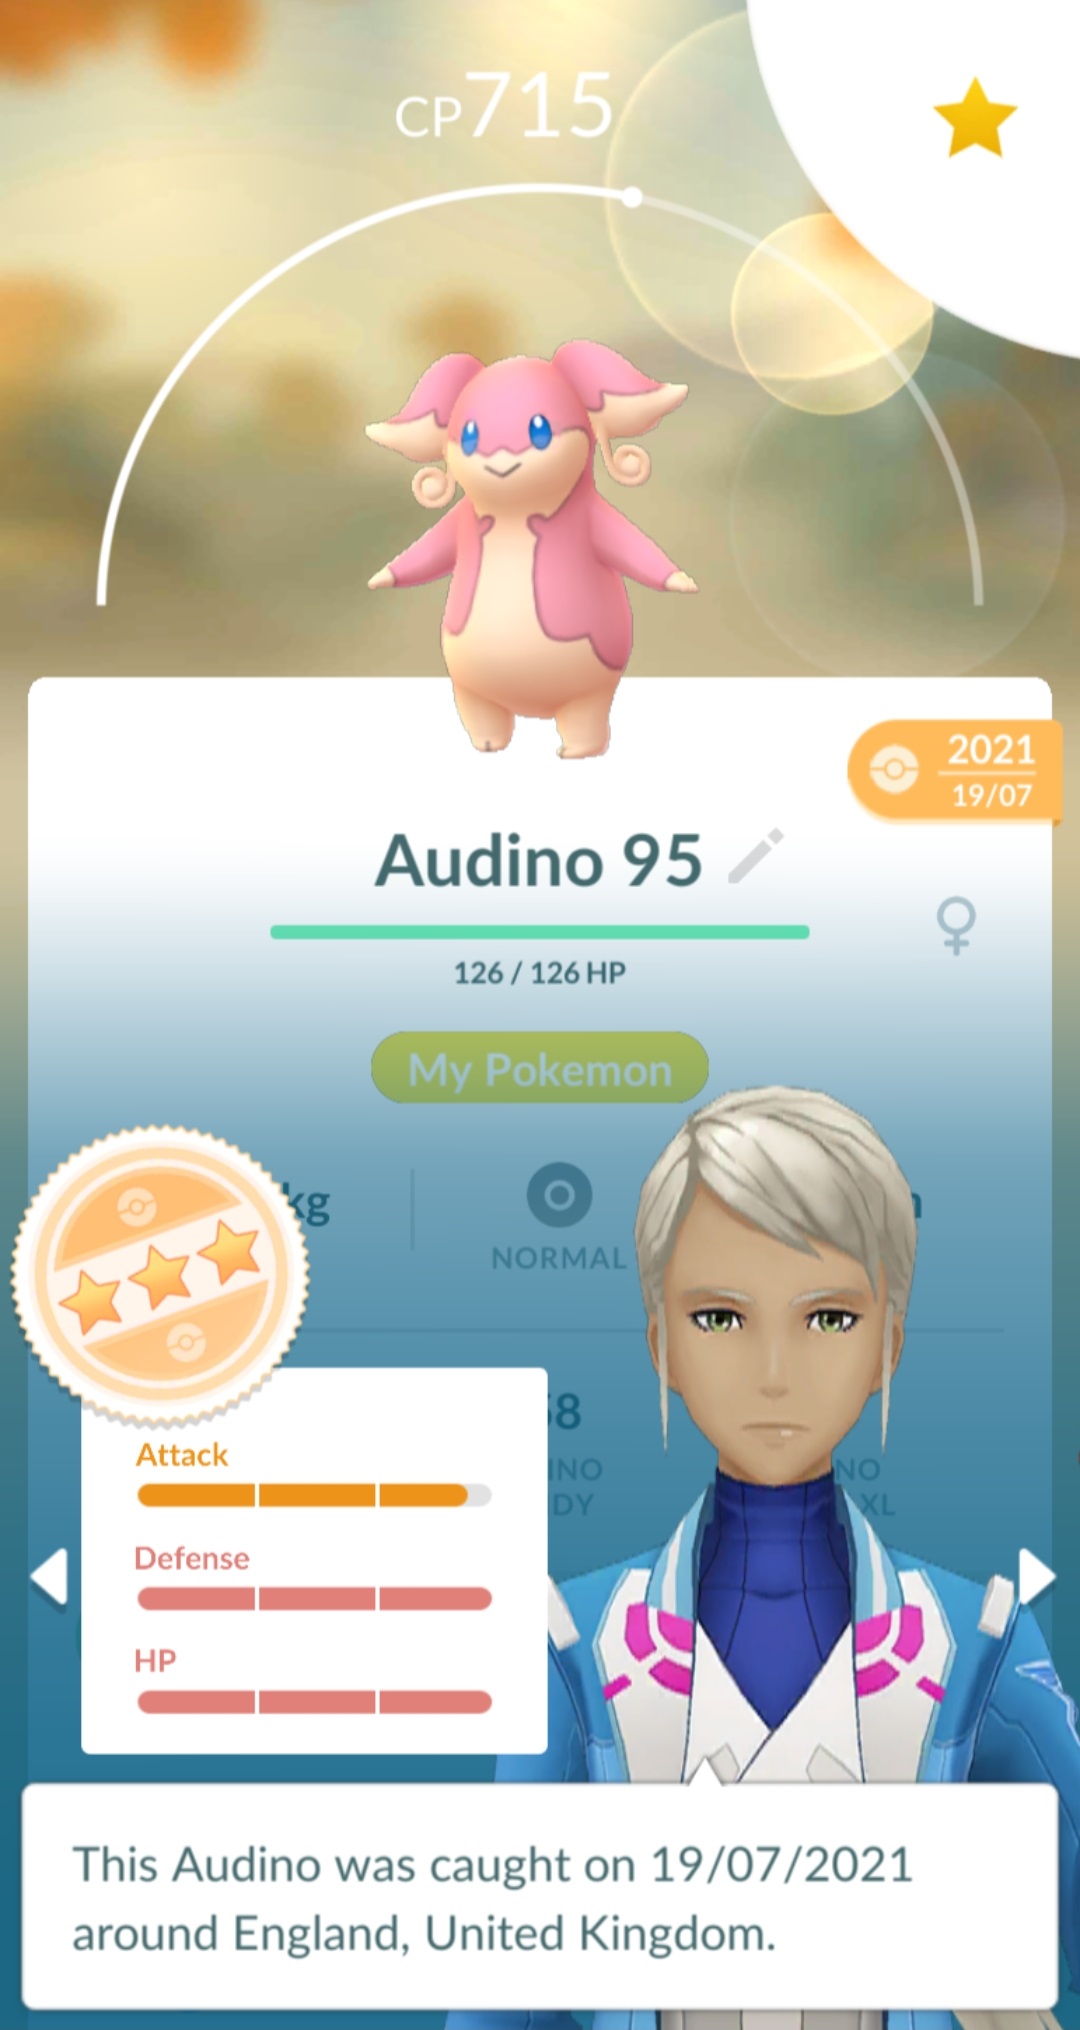 CP715
2021
19/07
Audino 95
126 / 126 HP
My Pokemon
kg
NORMAL
Attack
Defense
HP
This Audino was caught on 19/07/2021
around England, United Kingdom.